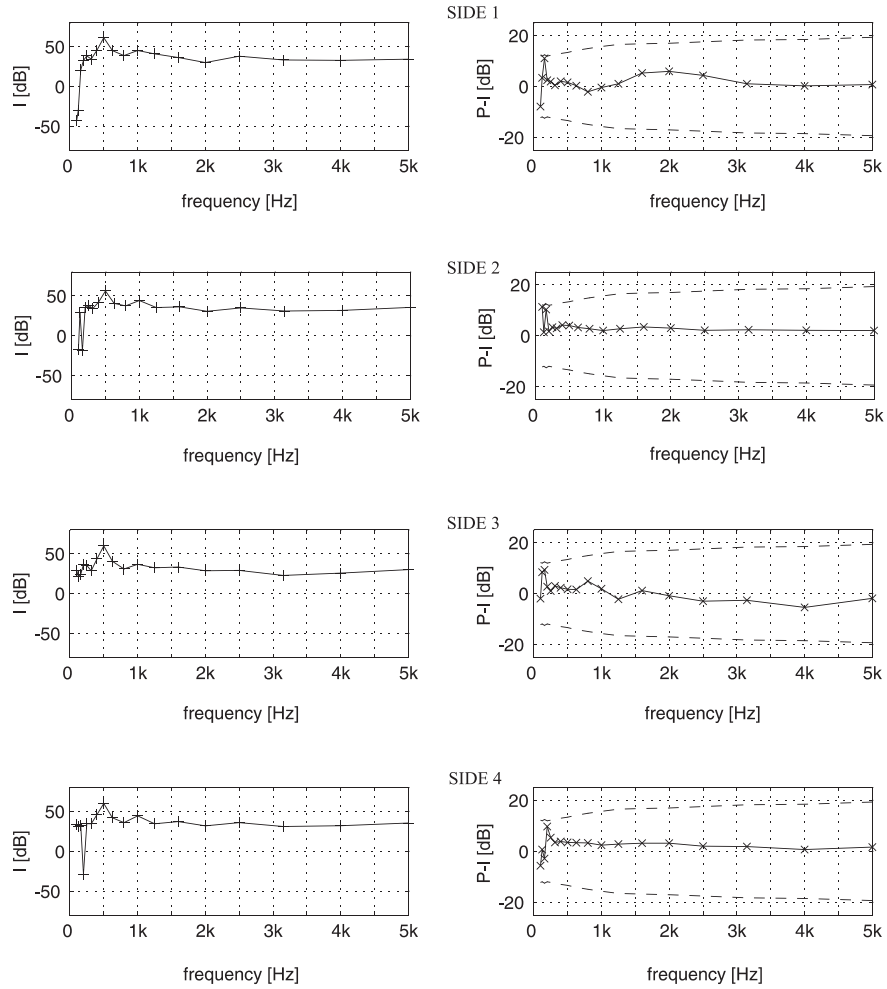 SIDE 1
I [dB]
50
0
-50
0 1k 2k 3k 4k 5k
frequency [Hz]
P-I [dB]
20
0
-20
0 1k 2k 3k 4k 5k
frequency [Hz]
SIDE 2
I [dB]
50
0
-50
0 1k 2k 3k 4k 5k
frequency [Hz]
P-I [dB]
20
0
-20
0 1k 2k 3k 4k 5k
frequency [Hz]
SIDE 3
I [dB]
50
0
-50
0 1k 2k 3k 4k 5k
frequency [Hz]
P-I [dB]
20
0
-20
0 1k 2k 3k 4k 5k
frequency [Hz]
SIDE 4
I [dB]
50
0
-50
0 1k 2k 3k 4k 5k
frequency [Hz]
P-I [dB]
20
0
-20
0 1k 2k 3k 4k 5k
frequency [Hz]